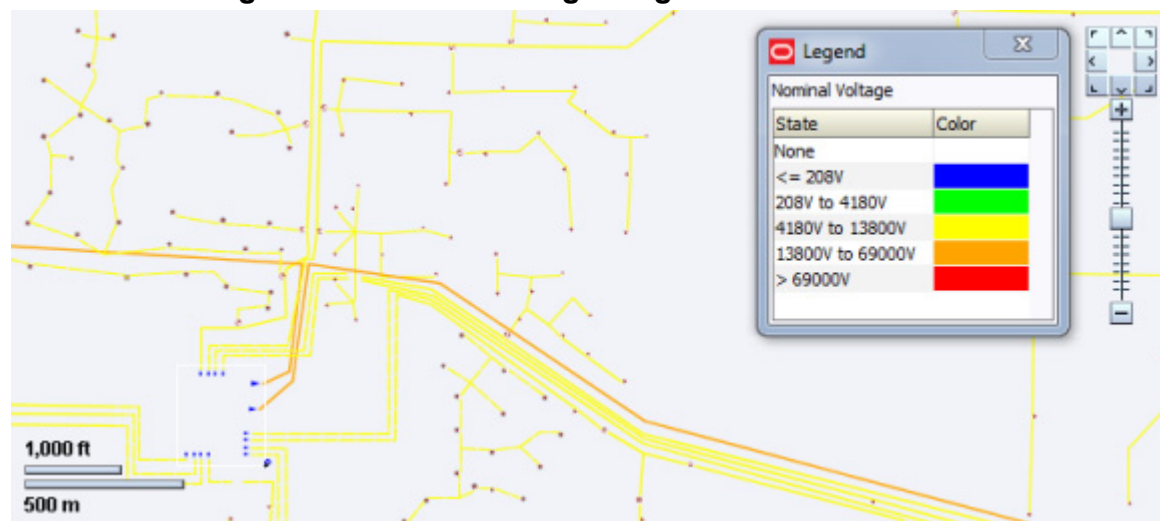 Legend
Nominal Voltage
State Color
None
<= 208V
208V to 4180V
4180V to 13800V
13800V to 69000V
> 69000V
1,000 ft
500 m